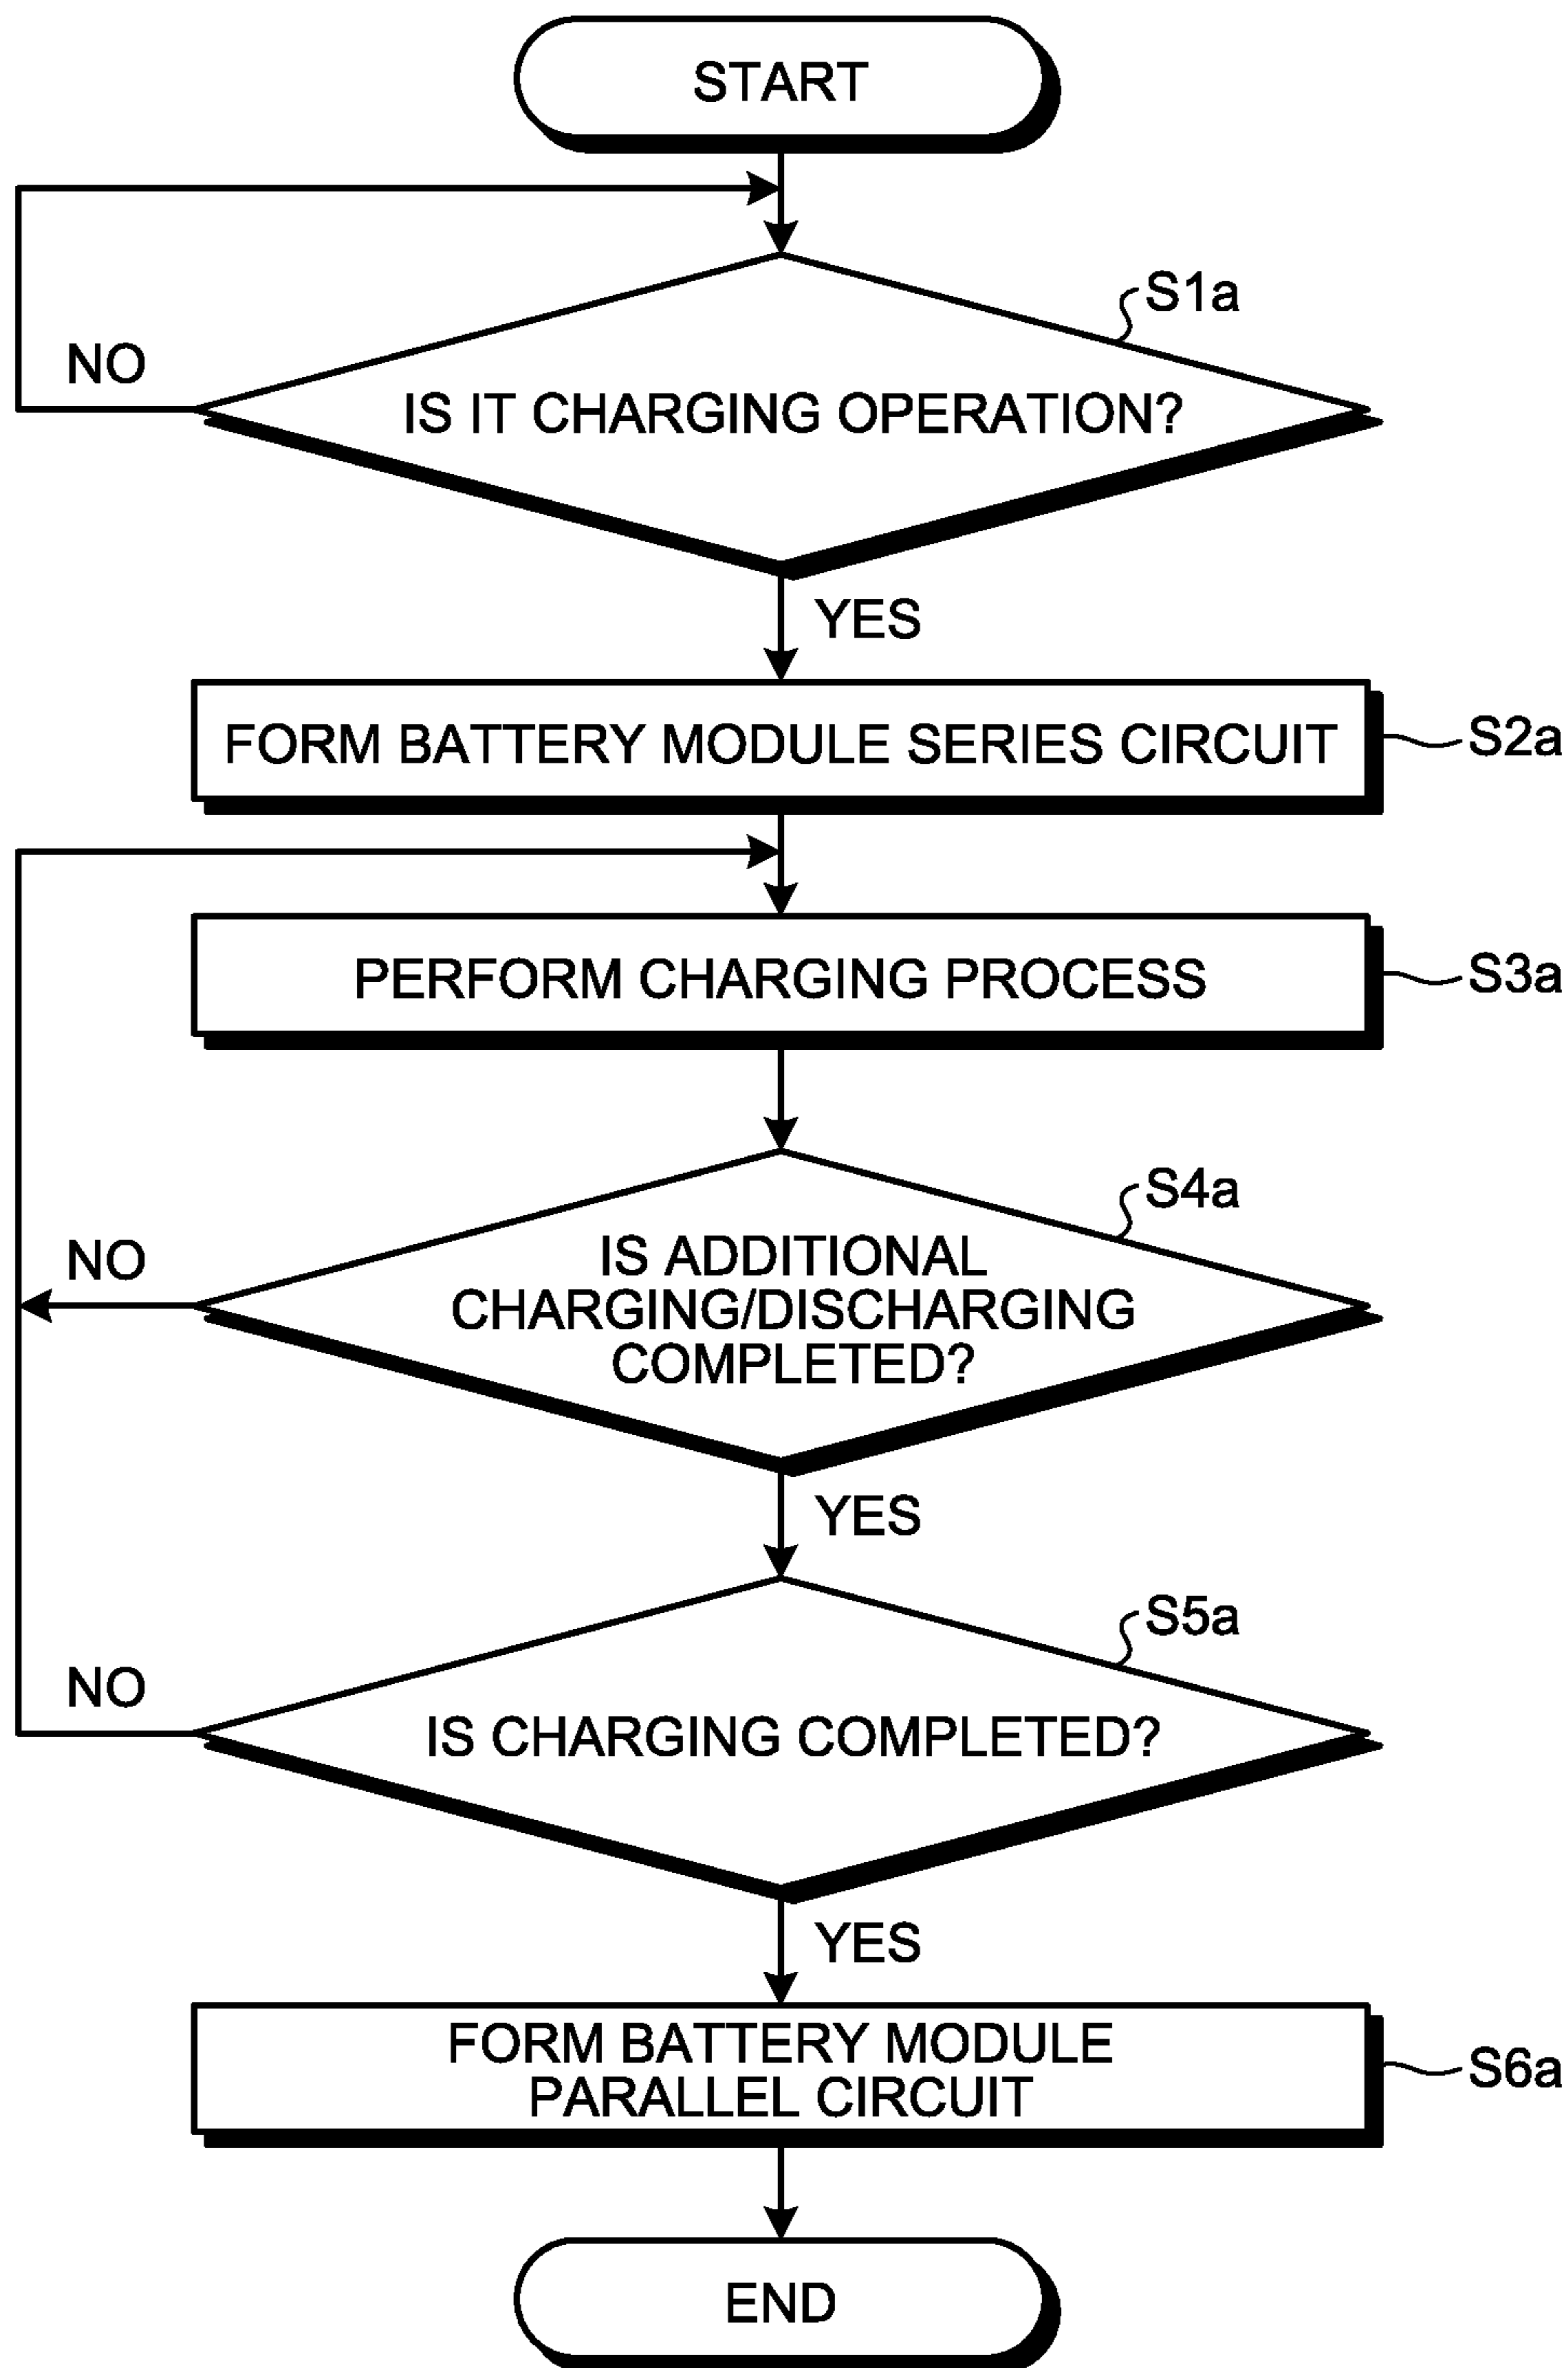 START
S1a
NO
IS IT CHARGING OPERATION?
YES
FORM BATTERY MODULE SERIES CIRCUIT
S2a
PERFORM CHARGING PROCESS
S3a
S4a
NO
IS ADDITIONAL
CHARGING/DISCHARGING
COMPLETED?
YES
S5a
NO
IS CHARGING COMPLETED?
YES
FORM BATTERY MODULE
PARALLEL CIRCUIT
S6a
END